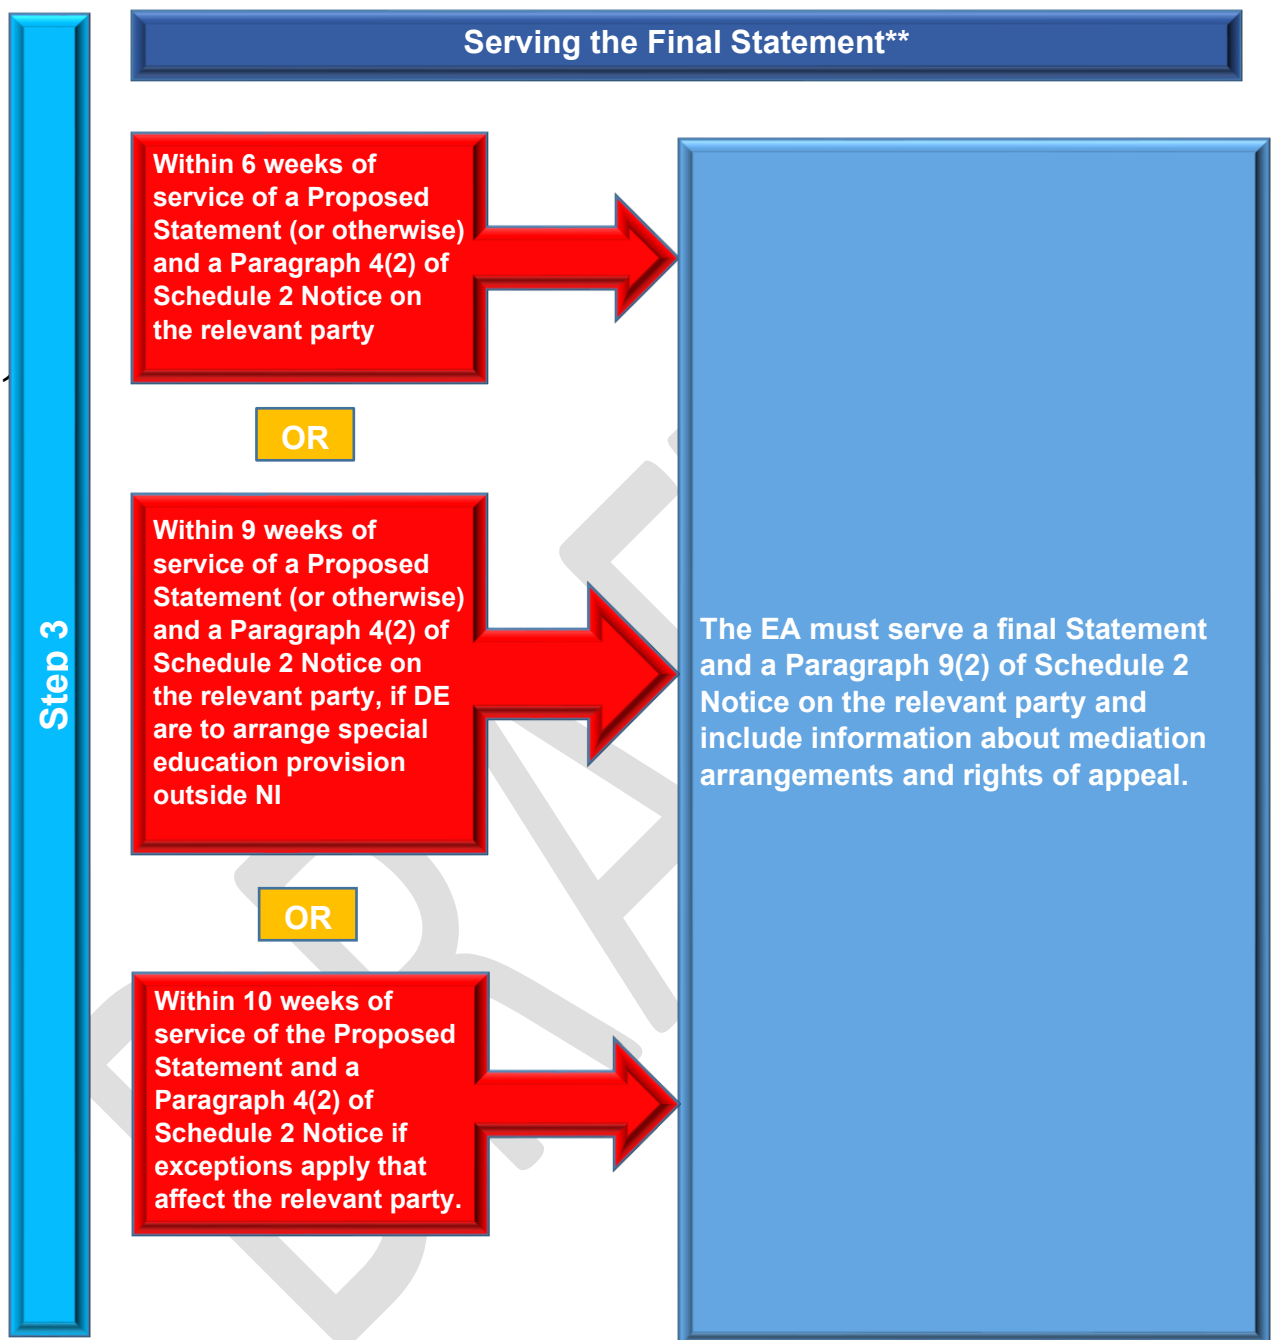 Serving the Final Statement**
Step 3
Within 6 weeks of
service of a Proposed
Statement (or otherwise)
and a Paragraph 4(2) of
Schedule 2 Notice on
the relevant party
OR
Within 9 weeks of
service of a Proposed
Statement (or otherwise)
and a Paragraph 4(2) of
Schedule 2 Notice on
the relevant party, if DE
are to arrange special
education provision
outside NI
OR
Within 10 weeks of
service of the Proposed
Statement and a
Paragraph 4(2) of
Schedule 2 Notice if
exceptions apply that
affect the relevant party.
The EA must serve a final Statement
and a Paragraph 9(2) of Schedule 2
Notice on the relevant party and
include information about mediation
arrangements and rights of appeal.
DRAFT